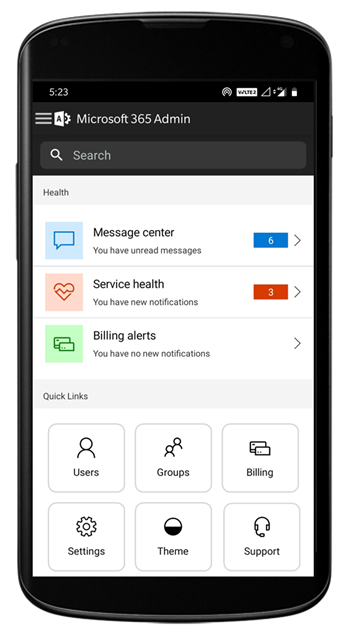 5:23
VoLTE2
Microsoft 365 Admin
Search
Health
Message center
6
You have unread messages
Service health
3
You have new notifications
Billing alerts
You have no new notifications
Quick Links
Users Groups Billing
Settings Theme Support